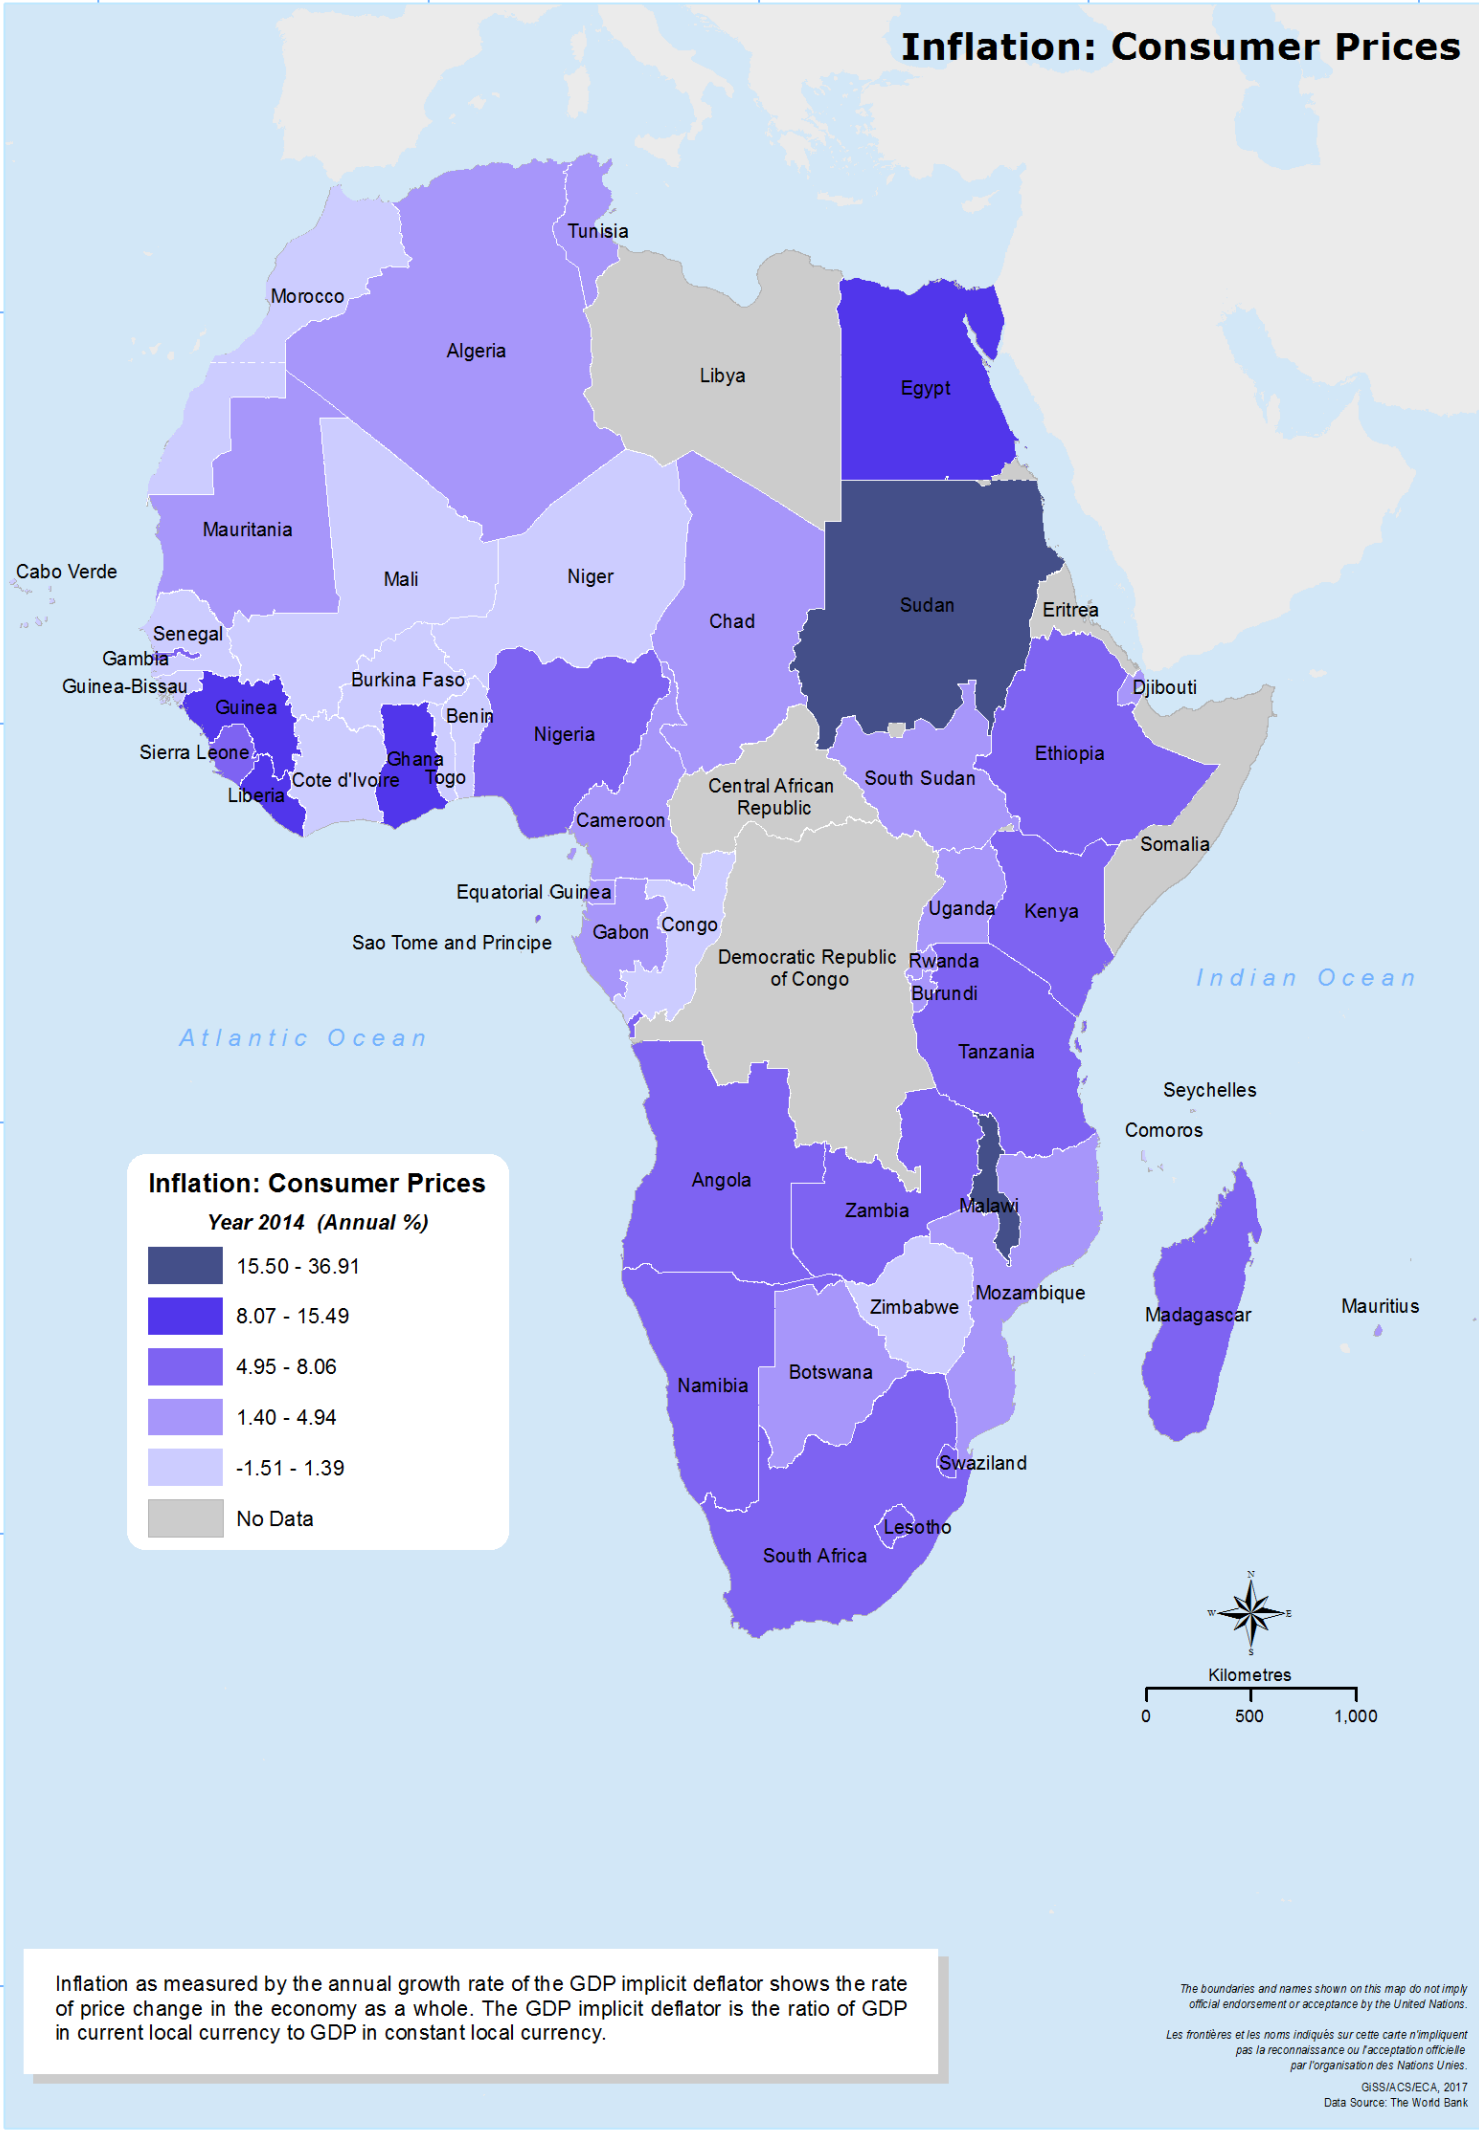 Inflation: Consumer Prices
Tunisia
Morocco
Algeria
Libya
Egypt
Mauritania
Cabo Verde
Mali
Niger
Chad
Sudan
Eritrea
Senegal
Gambia
Guinea-Bissau
Burkina Faso
Djibouti
Guinea
Benin
Nigeria
Sierra Leone
Ghana
Ethiopia
Cote d'Ivoire
Togo
Liberia
South Sudan
Central African
Republic
Cameroon
Somalia
Equatorial Guinea
Uganda
Kenya
Gabon
Congo
Sao Tome and Principe
Democratic Republic
of Congo
Rwanda
Burundi
Indian Ocean
Atlantic Ocean
Tanzania
Seychelles
Comoros
Angola
Zambia
Malawi
Mozambique
Zimbabwe
Madagascar
Mauritius
Botswana
Namibia
Swaziland
Lesotho
South Africa
Inflation: Consumer Prices
Year 2014 (Annual %)
15.50 - 36.91
8.07 - 15.49
4.95 - 8.06
1.40 - 4.94
-1.51 - 1.39
No Data
N
W
E
S
Kilometres
0 500 1,000
Inflation as measured by the annual growth rate of the GDP implicit deflator shows the rate
of price change in the economy as a whole. The GDP implicit deflator is the ratio of GDP
in current local currency to GDP in constant local currency.
The boundaries and names shown on this map do not imply
official endorsement or acceptance by the United Nations.
Les frontières et les noms indiqués sur cette carte n'impliquent
pas la reconnaissance ou l'acceptation officielle
par l'organisation des Nations Unies.
GiSS/ACS/ECA, 2017
Data Source: The World Bank